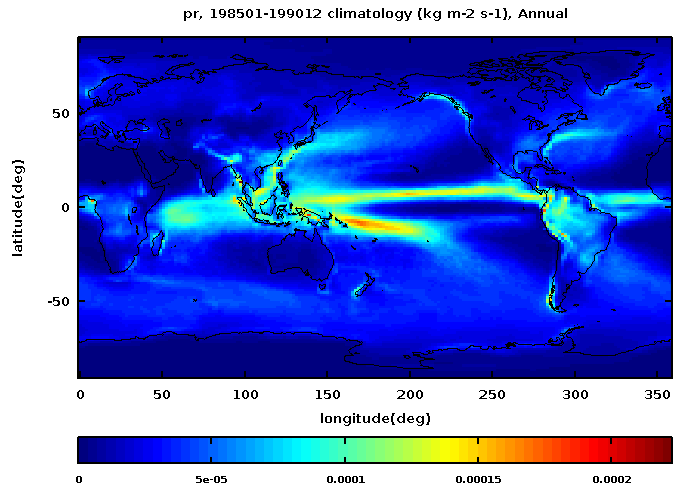 pr, 198501-199012 climatology (kg m-2 s-1), Annual
50
0
-50
latitude(deg)
0 50 100 150 200 250 300 350
longitude(deg)
0 5e-05 0.0001 0.00015 0.0002